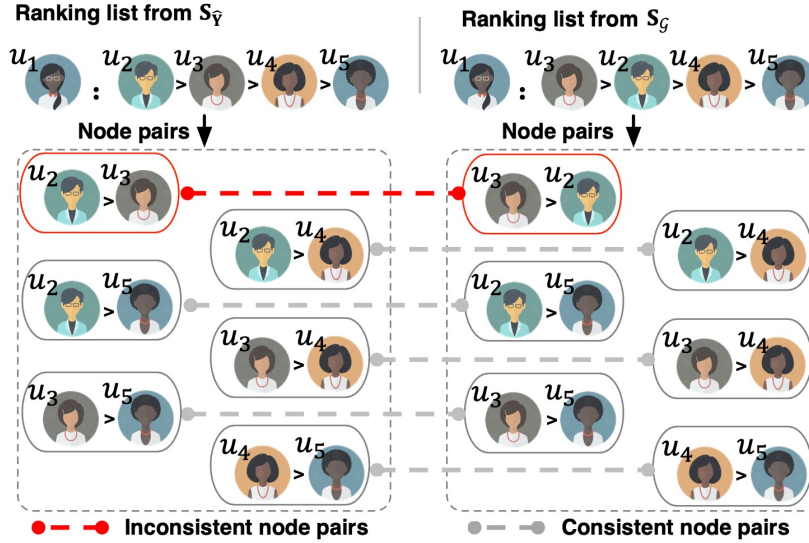 Ranking list from S_Ŷ
Ranking list from S_𝒢
u₁ : u₂ > u₃ > u₄ > u₅
u₁ : u₃ > u₂ > u₄ > u₅
Node pairs
Node pairs
u₂ > u₃
u₃ > u₂
u₂ > u₄
u₂ > u₄
u₂ > u₅
u₂ > u₅
u₃ > u₄
u₃ > u₄
u₃ > u₅
u₃ > u₅
u₄ > u₅
u₄ > u₅
Inconsistent node pairs
Consistent node pairs